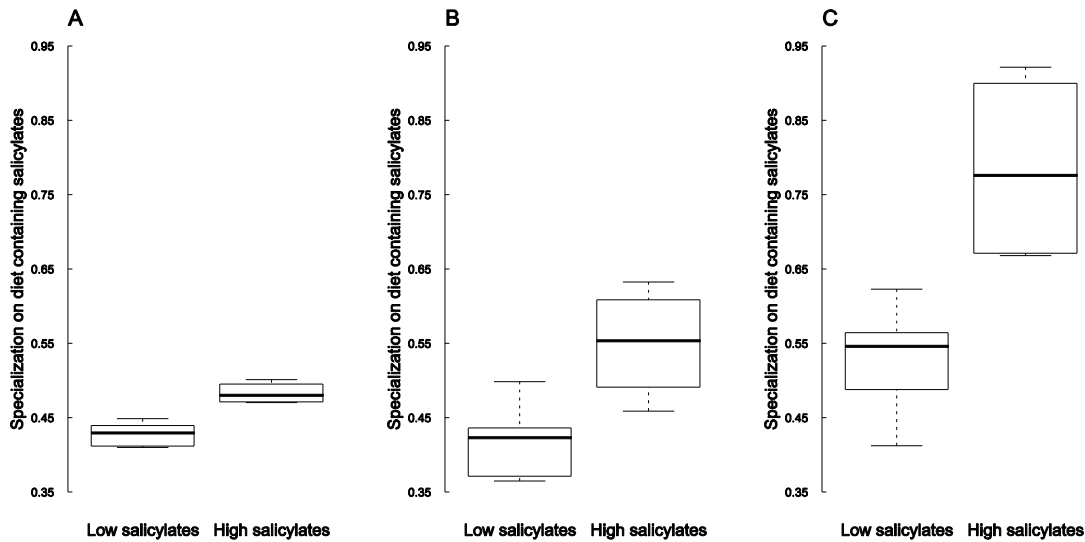 A
Specialization on diet containing salicylates
0.95
0.85
0.75
0.65
0.55
0.45
0.35
Low salicylates
High salicylates
B
Specialization on diet containing salicylates
0.95
0.85
0.75
0.65
0.55
0.45
0.35
Low salicylates
High salicylates
C
Specialization on diet containing salicylates
0.95
0.85
0.75
0.65
0.55
0.45
0.35
Low salicylates
High salicylates